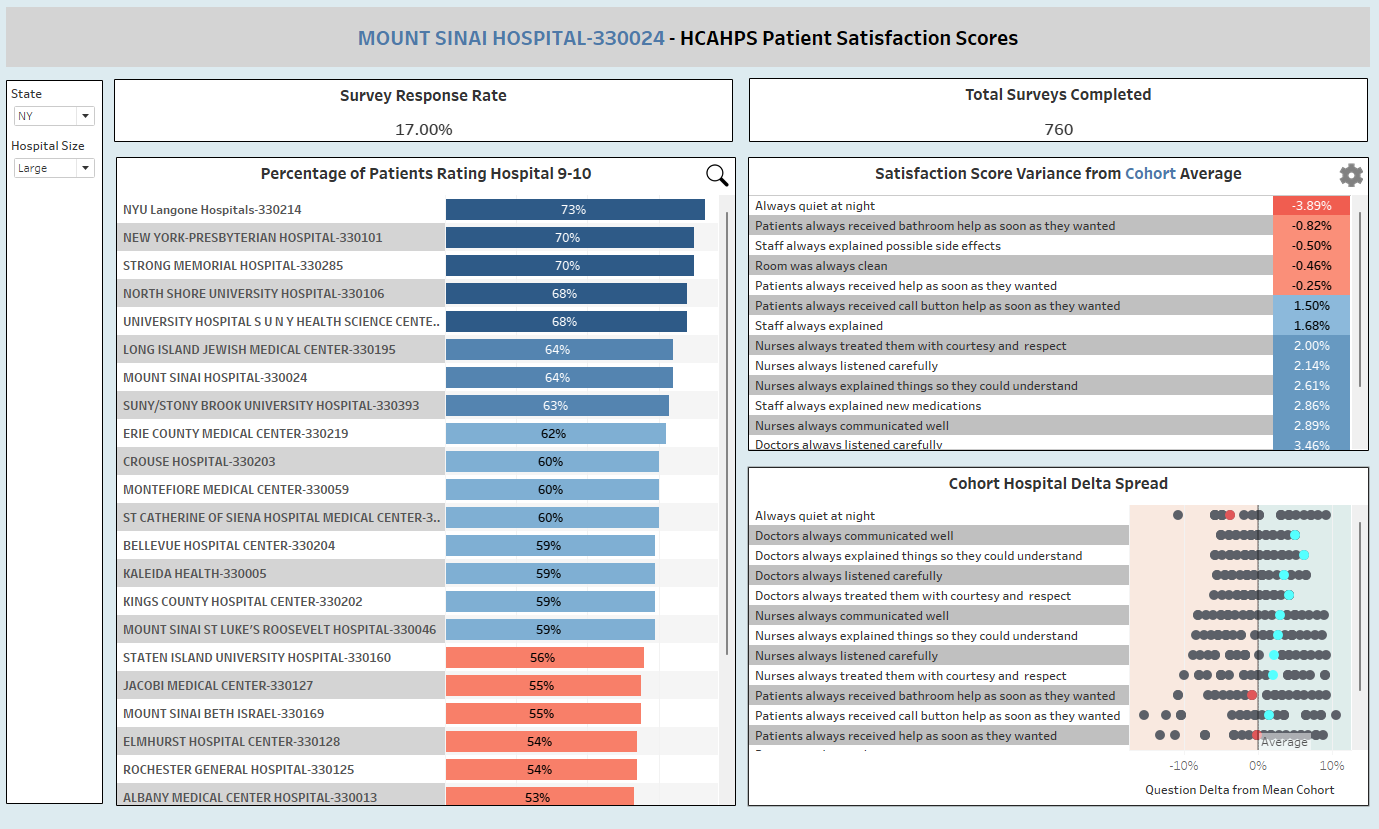 MOUNT SINAI HOSPITAL-330024 - HCAHPS Patient Satisfaction Scores
State
NY
Hospital Size
Large
Survey Response Rate
17.00%
Total Surveys Completed
760
Percentage of Patients Rating Hospital 9-10
NYU Langone Hospitals-330214 73%
NEW YORK-PRESBYTERIAN HOSPITAL-330101 70%
STRONG MEMORIAL HOSPITAL-330285 70%
NORTH SHORE UNIVERSITY HOSPITAL-330106 68%
UNIVERSITY HOSPITAL S U N Y HEALTH SCIENCE CENTE.. 68%
LONG ISLAND JEWISH MEDICAL CENTER-330195 64%
MOUNT SINAI HOSPITAL-330024 64%
SUNY/STONY BROOK UNIVERSITY HOSPITAL-330393 63%
ERIE COUNTY MEDICAL CENTER-330219 62%
CROUSE HOSPITAL-330203 60%
MONTEFIORE MEDICAL CENTER-330059 60%
ST CATHERINE OF SIENA HOSPITAL MEDICAL CENTER-3.. 60%
BELLEVUE HOSPITAL CENTER-330204 59%
KALEIDA HEALTH-330005 59%
KINGS COUNTY HOSPITAL CENTER-330202 59%
MOUNT SINAI ST LUKE'S ROOSEVELT HOSPITAL-330046 59%
STATEN ISLAND UNIVERSITY HOSPITAL-330160 56%
JACOBI MEDICAL CENTER-330127 55%
MOUNT SINAI BETH ISRAEL-330169 55%
ELMHURST HOSPITAL CENTER-330128 54%
ROCHESTER GENERAL HOSPITAL-330125 54%
ALBANY MEDICAL CENTER HOSPITAL-330013 53%
Satisfaction Score Variance from Cohort Average
Always quiet at night -3.89%
Patients always received bathroom help as soon as they wanted -0.82%
Staff always explained possible side effects -0.50%
Room was always clean -0.46%
Patients always received help as soon as they wanted -0.25%
Patients always received call button help as soon as they wanted 1.50%
Staff always explained 1.68%
Nurses always treated them with courtesy and respect 2.00%
Nurses always listened carefully 2.14%
Nurses always explained things so they could understand 2.61%
Staff always explained new medications 2.86%
Nurses always communicated well 2.89%
Doctors always listened carefully 3.46%
Cohort Hospital Delta Spread
Always quiet at night
Doctors always communicated well
Doctors always explained things so they could understand
Doctors always listened carefully
Doctors always treated them with courtesy and respect
Nurses always communicated well
Nurses always explained things so they could understand
Nurses always listened carefully
Nurses always treated them with courtesy and respect
Patients always received bathroom help as soon as they wanted
Patients always received call button help as soon as they wanted
Patients always received help as soon as they wanted
Average
-10% 0% 10%
Question Delta from Mean Cohort